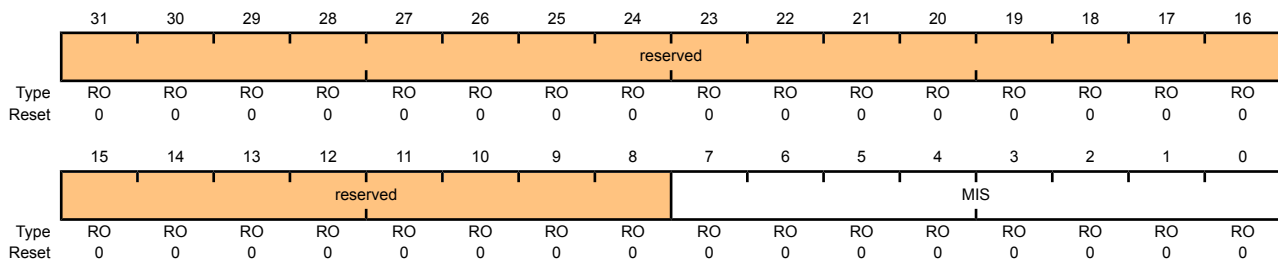 31 30 29 28 27 26 25 24 23 22 21 20 19 18 17 16
reserved
Type RO RO RO RO RO RO RO RO RO RO RO RO RO RO RO RO
Reset 0 0 0 0 0 0 0 0 0 0 0 0 0 0 0 0
15 14 13 12 11 10 9 8 7 6 5 4 3 2 1 0
reserved MIS
Type RO RO RO RO RO RO RO RO RO RO RO RO RO RO RO RO
Reset 0 0 0 0 0 0 0 0 0 0 0 0 0 0 0 0